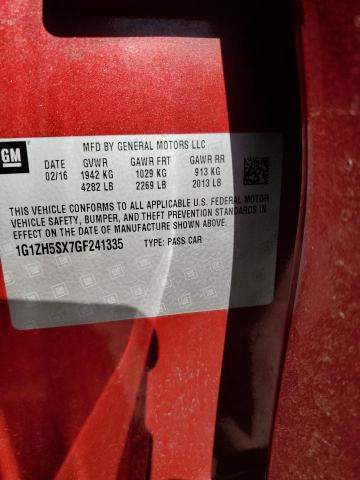 GM
MFD BY GENERAL MOTORS LLC
02/16 GVWR GAWR FRT GAWR RR
1942 KG 1029 KG 913 KG
4282 LB 2269 LB 2013 LB
THIS VEHICLE CONFORMS TO ALL APPLICABLE U.S. FEDERAL MOTOR
VEHICLE SAFETY, BUMPER, AND THEFT PREVENTION STANDARDS IN
EFFECT ON THE DATE OF MANUFACTURE SHOWN ABOVE.
1G1ZH5SX7GF241335 TYPE: PASS CAR